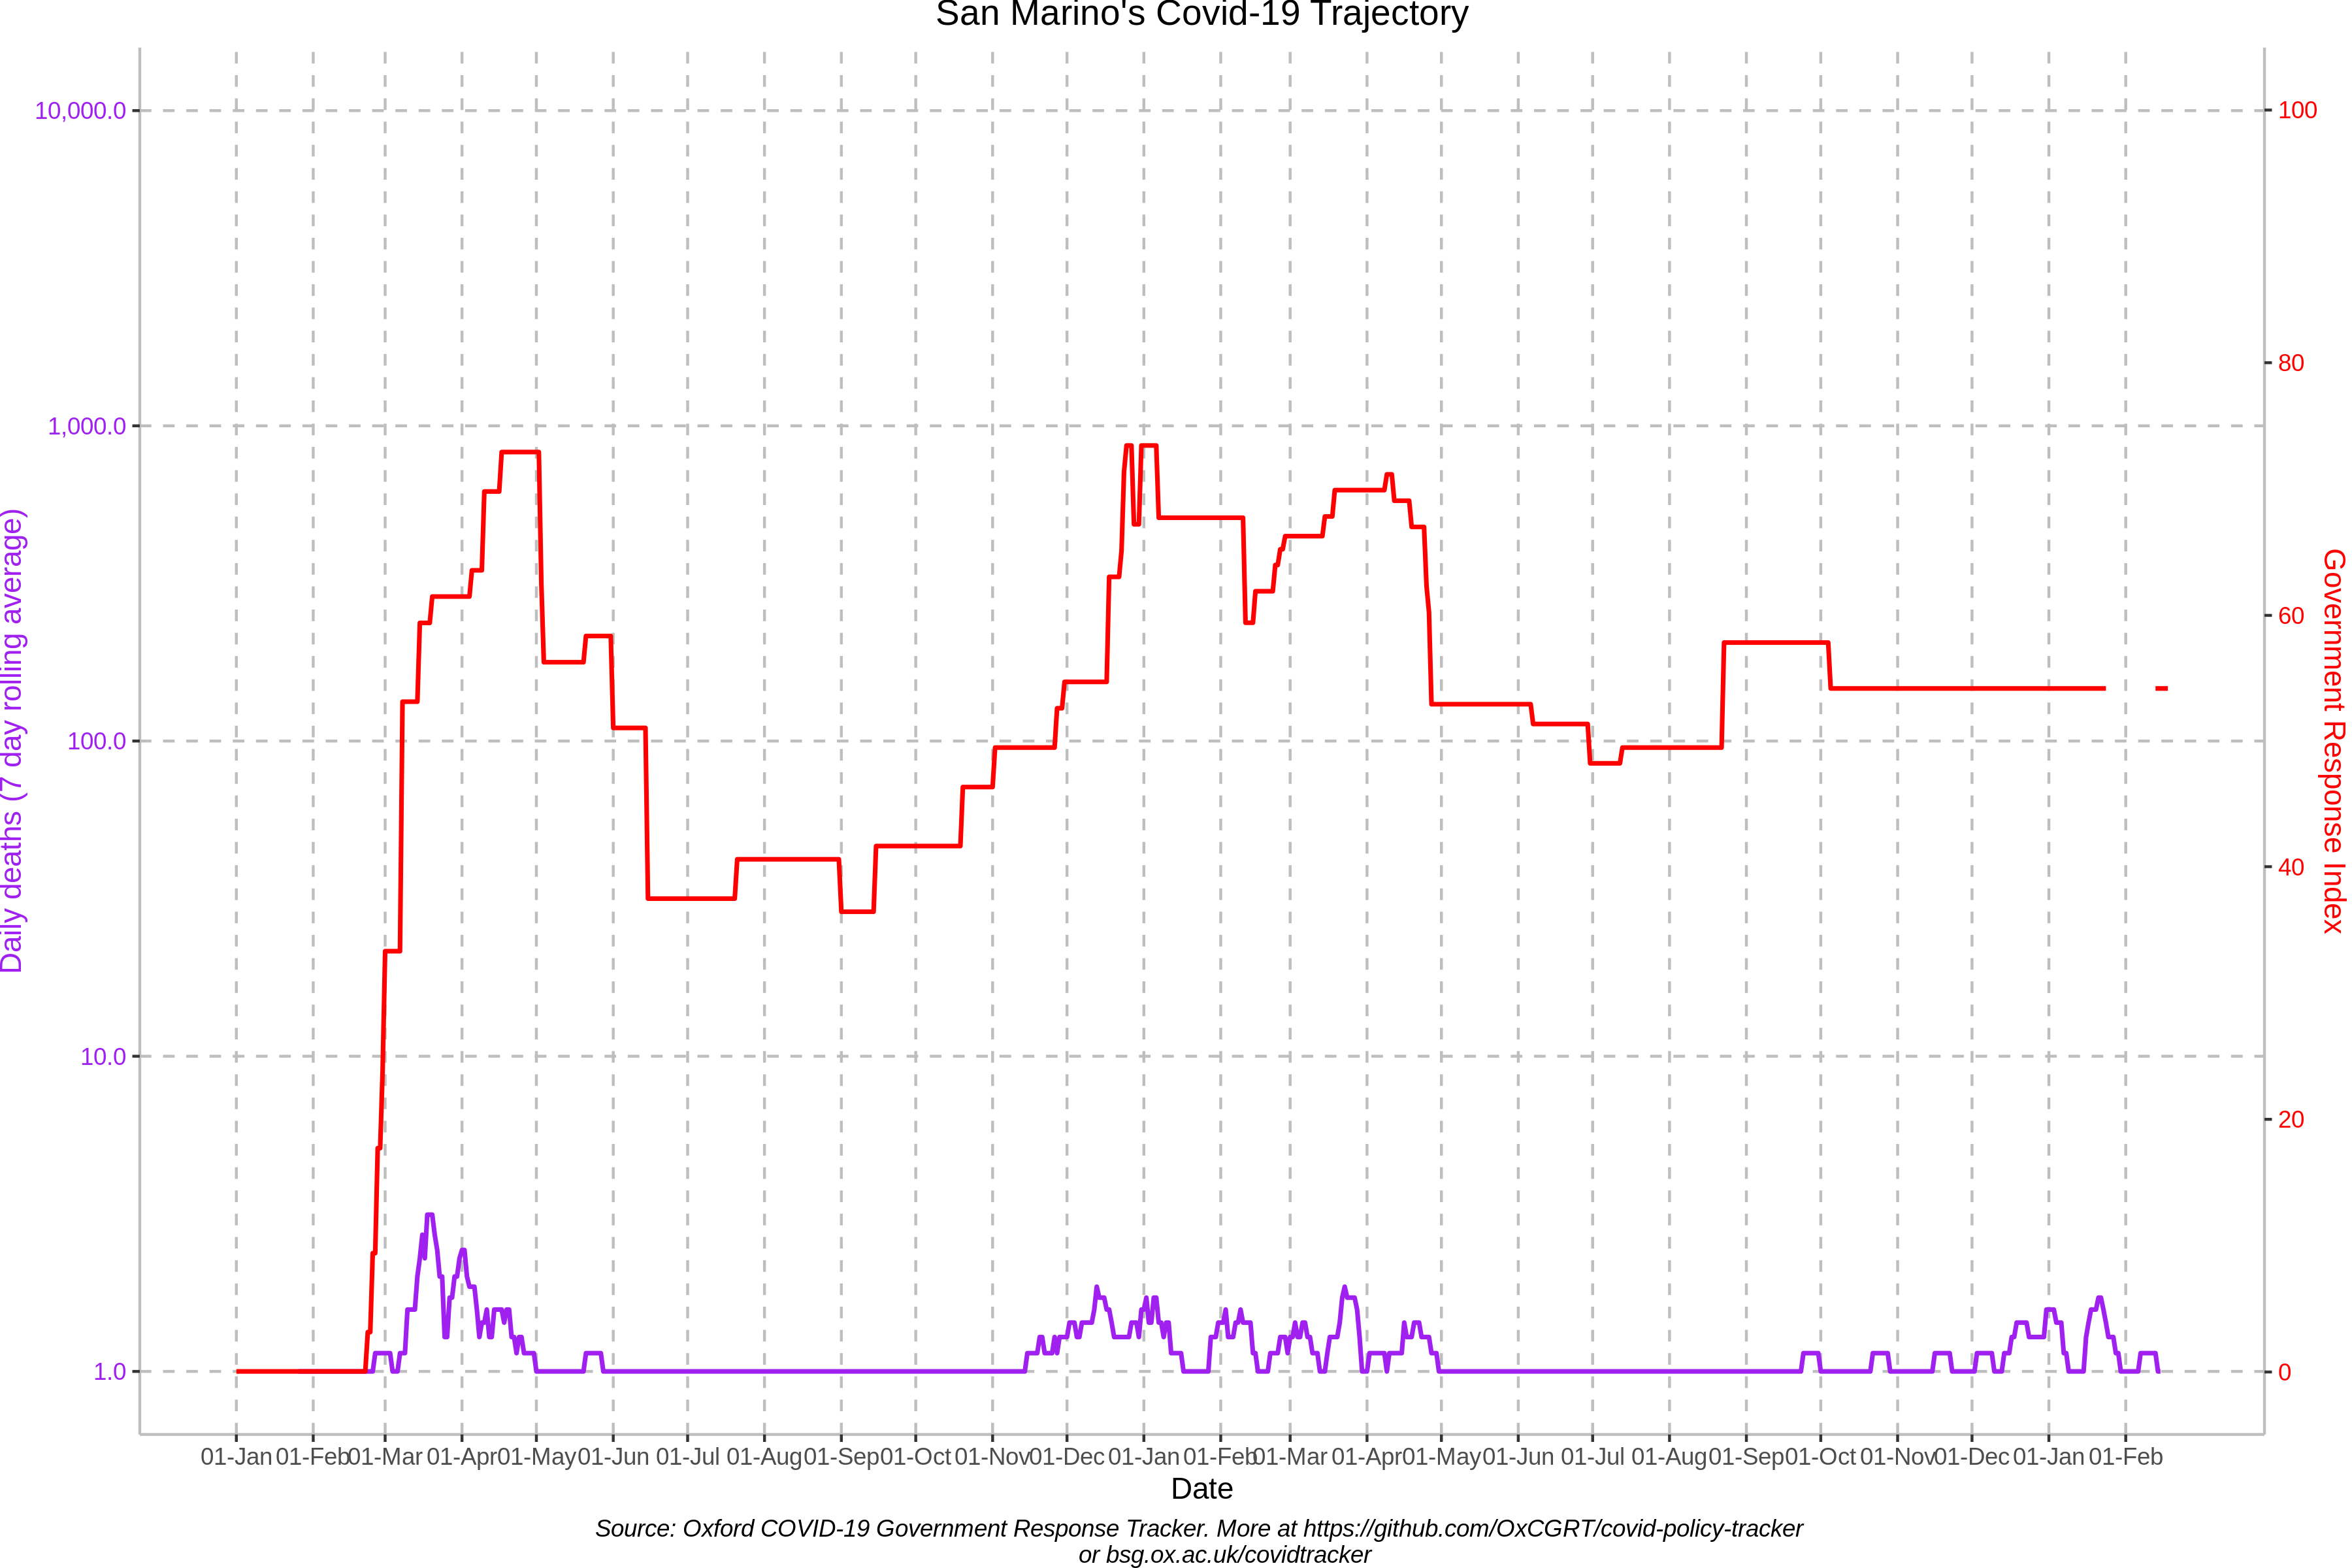 San Marino's Covid-19 Trajectory
10,000.0
1,000.0
100.0
10.0
1.0
Daily deaths (7 day rolling average)
100
80
60
40
20
0
Government Response Index
01-Jan 01-Feb 01-Mar 01-Apr 01-May 01-Jun 01-Jul 01-Aug 01-Sep 01-Oct 01-Nov 01-Dec 01-Jan 01-Feb 01-Mar 01-Apr 01-May 01-Jun 01-Jul 01-Aug 01-Sep 01-Oct 01-Nov 01-Dec 01-Jan 01-Feb
Date
Source: Oxford COVID-19 Government Response Tracker. More at https://github.com/OxCGRT/covid-policy-tracker
or bsg.ox.ac.uk/covidtracker